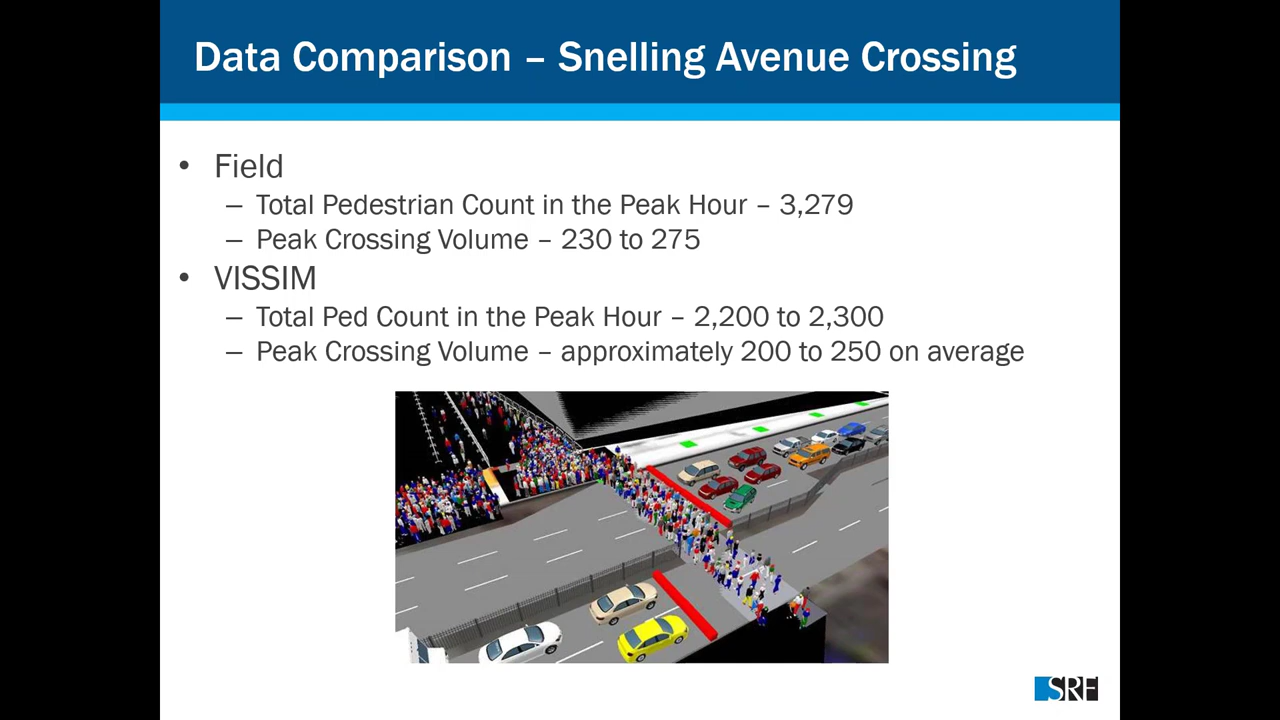 Data Comparison – Snelling Avenue Crossing
• Field
– Total Pedestrian Count in the Peak Hour – 3,279
– Peak Crossing Volume – 230 to 275
• VISSIM
– Total Ped Count in the Peak Hour – 2,200 to 2,300
– Peak Crossing Volume – approximately 200 to 250 on average
SRF